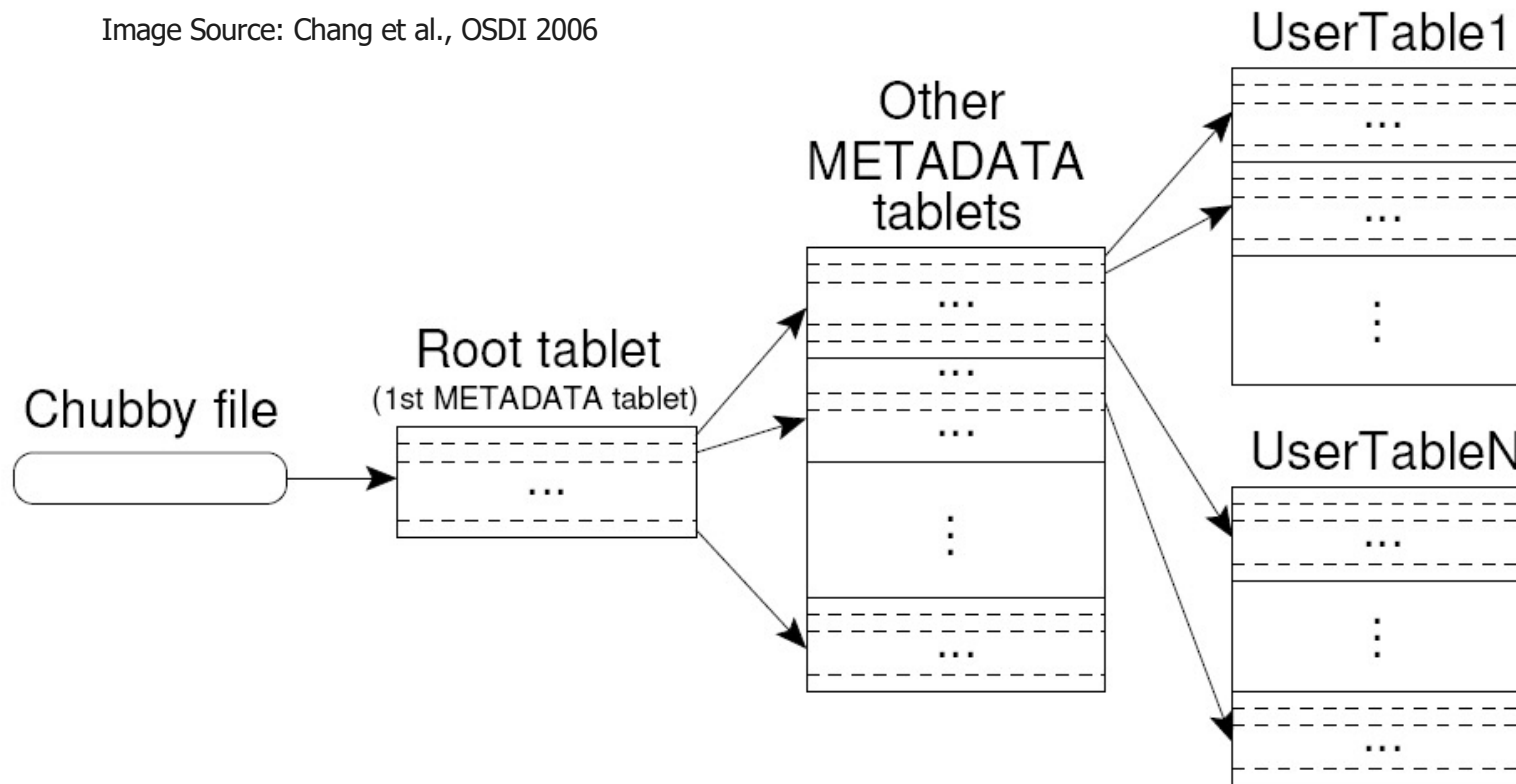 Image Source: Chang et al., OSDI 2006
UserTable1
...
...
⋮
Other
METADATA
tablets
...
...
...
⋮
...
Root tablet
(1st METADATA tablet)
...
Chubby file
UserTableN
...
⋮
...